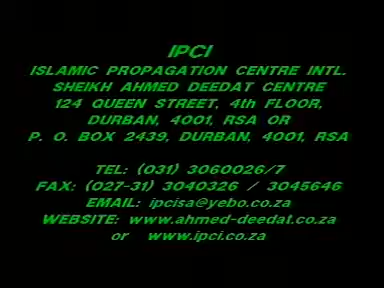 IPCI
ISLAMIC PROPAGATION CENTRE INTL.
SHEIKH AHMED DEEDAT CENTRE
124 QUEEN STREET, 4th FLOOR,
DURBAN, 4001, RSA OR
P. O. BOX 2439, DURBAN, 4001, RSA
TEL: (031) 3060026/7
FAX: (027-31) 3040326 / 3045646
EMAIL: ipcisa@yebo.co.za
WEBSITE: www.ahmed-deedat.co.za
or www.ipci.co.za